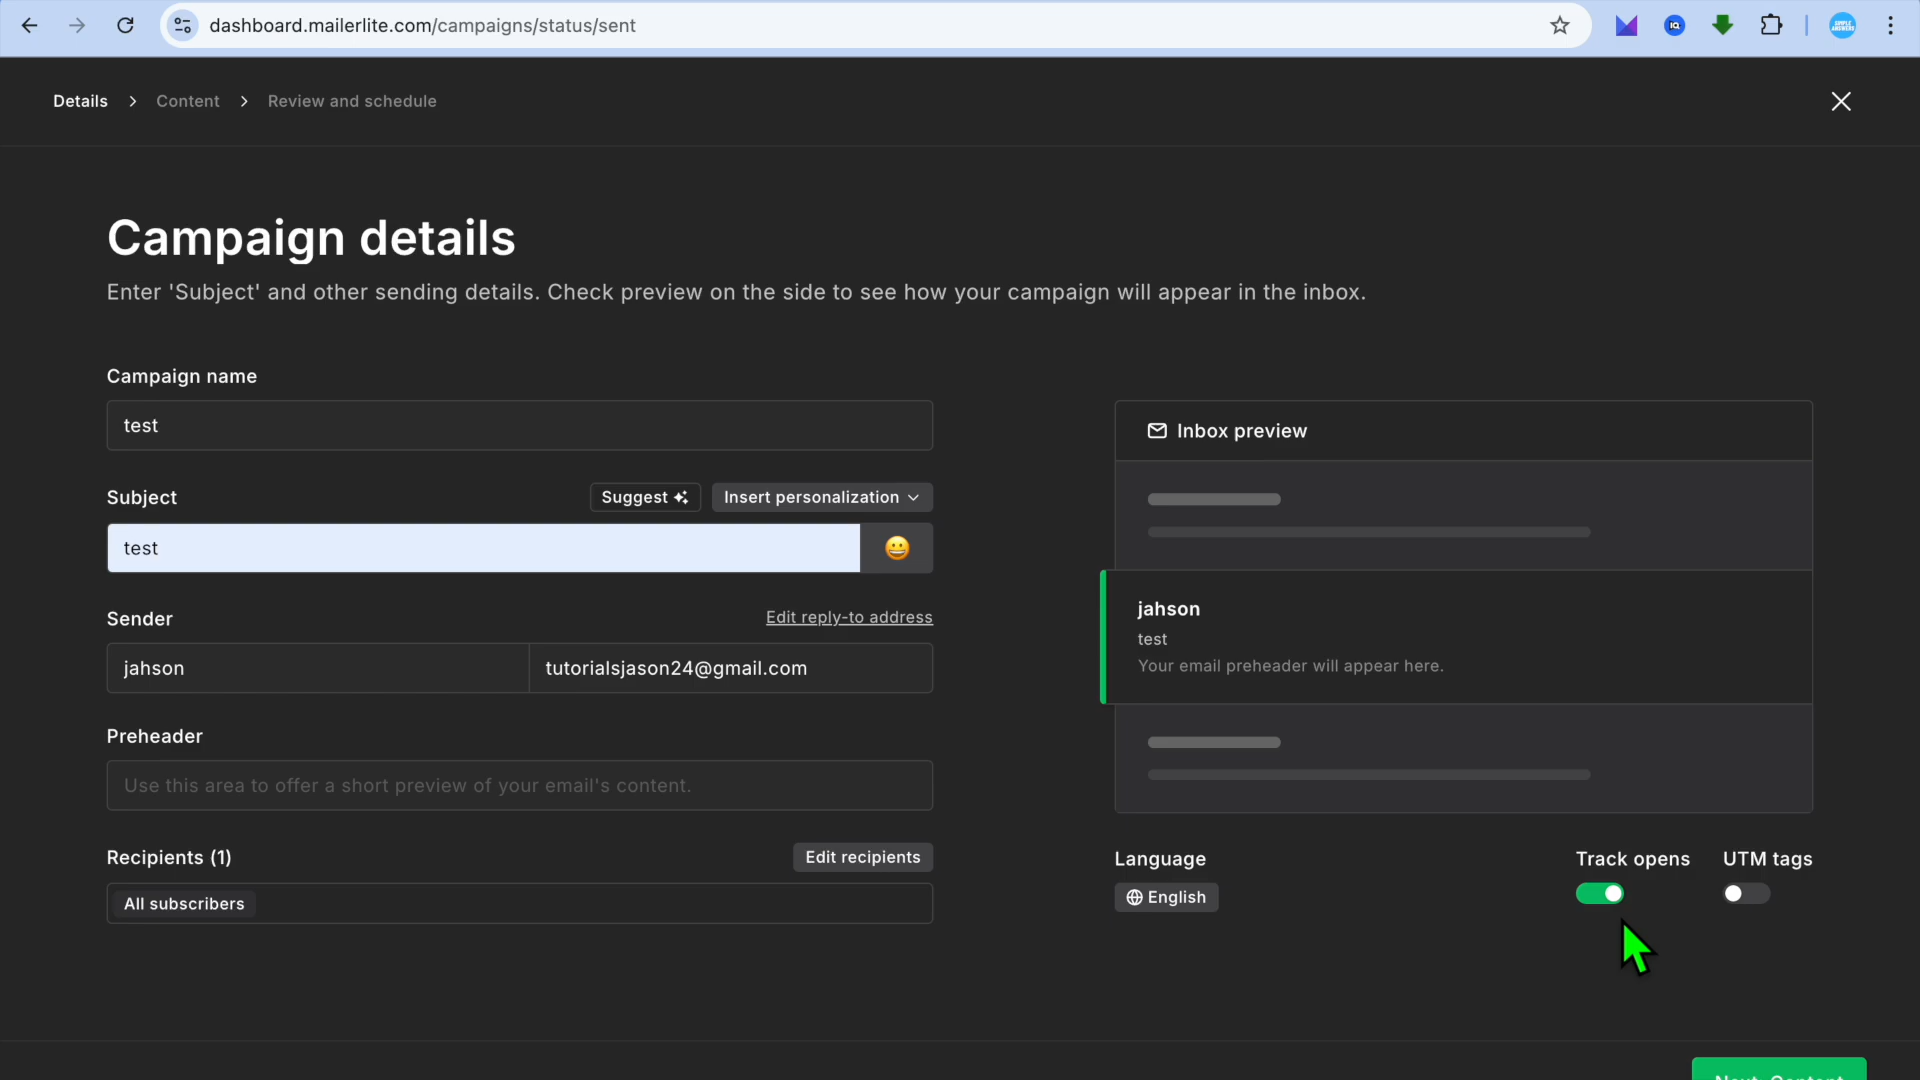 dashboard.mailerlite.com/campaigns/status/sent
Details > Content > Review and schedule
Campaign details
Enter 'Subject' and other sending details. Check preview on the side to see how your campaign will appear in the inbox.
Campaign name
test
Subject
Suggest
Insert personalization
test
Sender
Edit reply-to address
jahson
tutorialsjason24@gmail.com
Preheader
Use this area to offer a short preview of your email's content.
Recipients (1)
Edit recipients
All subscribers
Inbox preview
jahson
test
Your email preheader will appear here.
Language
English
Track opens
UTM tags